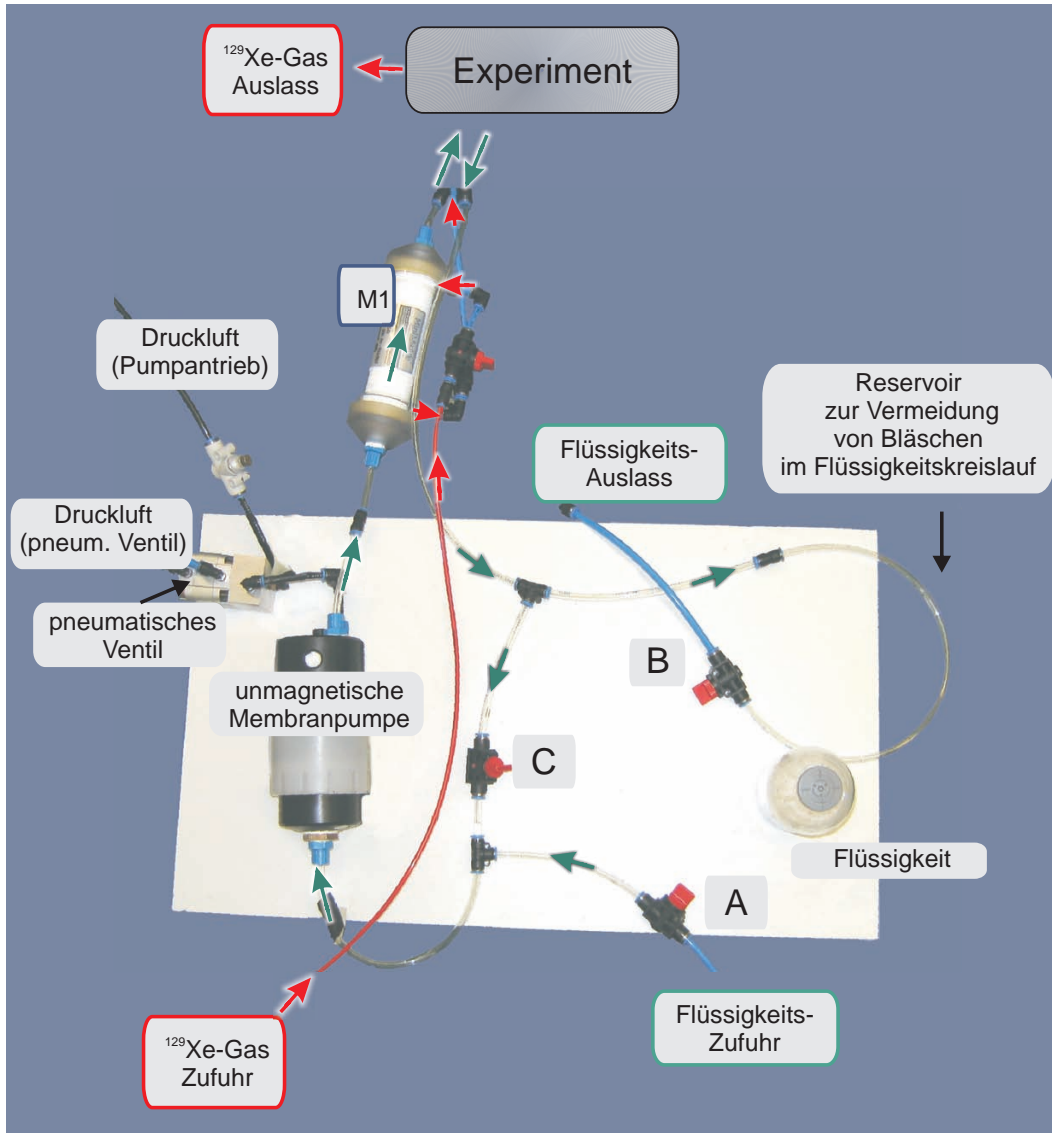 ¹²⁹Xe-Gas
Auslass
Experiment
M1
Druckluft
(Pumpantrieb)
Reservoir
zur Vermeidung
von Bläschen
im Flüssigkeitskreislauf
Flüssigkeits-
Auslass
Druckluft
(pneum. Ventil)
pneumatisches
Ventil
B
unmagnetische
Membranpumpe
C
Flüssigkeit
A
Flüssigkeits-
Zufuhr
¹²⁹Xe-Gas
Zufuhr